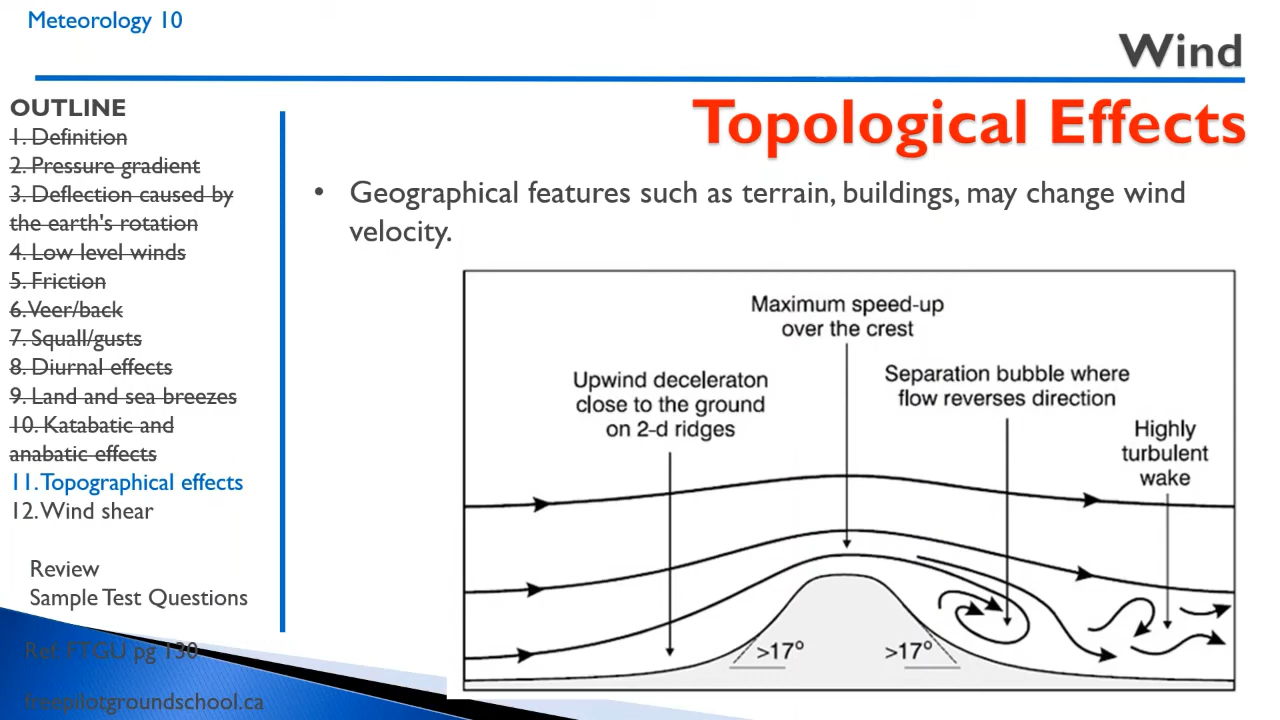 Meteorology 10
Wind
Topological Effects
OUTLINE
1. Definition
2. Pressure gradient
3. Deflection caused by
the earth's rotation
4. Low level winds
5. Friction
6. Veer/back
7. Squall/gusts
8. Diurnal effects
9. Land and sea breezes
10. Katabatic and
anabatic effects
11. Topographical effects
12. Wind shear
Review
Sample Test Questions
Ref: FTGU pg 130
freepilotgroundschool.ca
• Geographical features such as terrain, buildings, may change wind
velocity.
Maximum speed-up
over the crest
Upwind deceleraton
close to the ground
on 2-d ridges
Separation bubble where
flow reverses direction
Highly
turbulent
wake
>17°
>17°